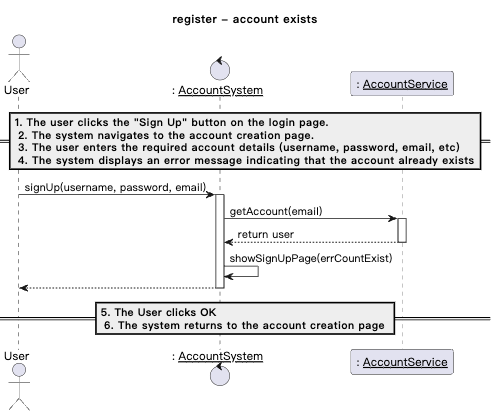 register – account exists
User
: AccountSystem
: AccountService
1. The user clicks the "Sign Up" button on the login page.
2. The system navigates to the account creation page.
3. The user enters the required account details (username, password, email, etc)
4. The system displays an error message indicating that the account already exists
signUp(username, password, email)
getAccount(email)
return user
showSignUpPage(errCountExist)
5. The User clicks OK
6. The system returns to the account creation page
User
: AccountSystem
: AccountService